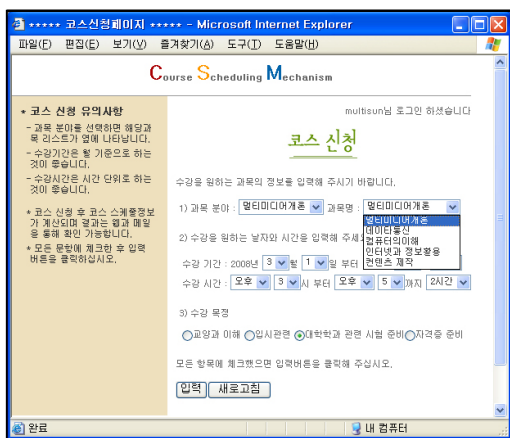 ***** 코스신청페이지 ***** - Microsoft Internet Explorer
파일(F) 편집(E) 보기(V) 즐겨찾기(A) 도구(T) 도움말(H)
Course Scheduling Mechanism
* 코스 신청 유의사항
- 과목 분야를 선택하면 해당과
목 리스트가 옆에 나타납니다.
- 수강기간은 월 기준으로 하는
것이 좋습니다.
- 수강시간은 시간 단위로 하는
것이 좋습니다.
* 코스 신청 후 코스 스케쥴정보
가 계산되며 결과는 웹과 메일
을 통해 확인 가능합니다.
* 모든 문항에 체크한 후 입력
버튼을 클릭하십시오.
multisun님 로그인 하셨습니다
코스 신청
수강을 원하는 과목의 정보를 입력해 주시기 바랍니다.
1) 과목 분야 : 멀티미디어개론 과목명 : 멀티미디어개론
멀티미디어개론
데이터통신
컴퓨터의이해
인터넷과 정보활용
컨텐츠 제작
2) 수강을 원하는 날자와 시간을 입력해 주세
수강 기간 : 2008년 3 월 1 일 부터
수강 시간 : 오후 3 시 부터 오후 5 까지 2시간
3) 수강 목정
교양과 이해 입시관련 대학학과 관련 시험 준비 자격증 준비
모든 항목에 체크했으면 입력버튼을 클릭해 주십시오.
입력 새로고침
완료 내 컴퓨터